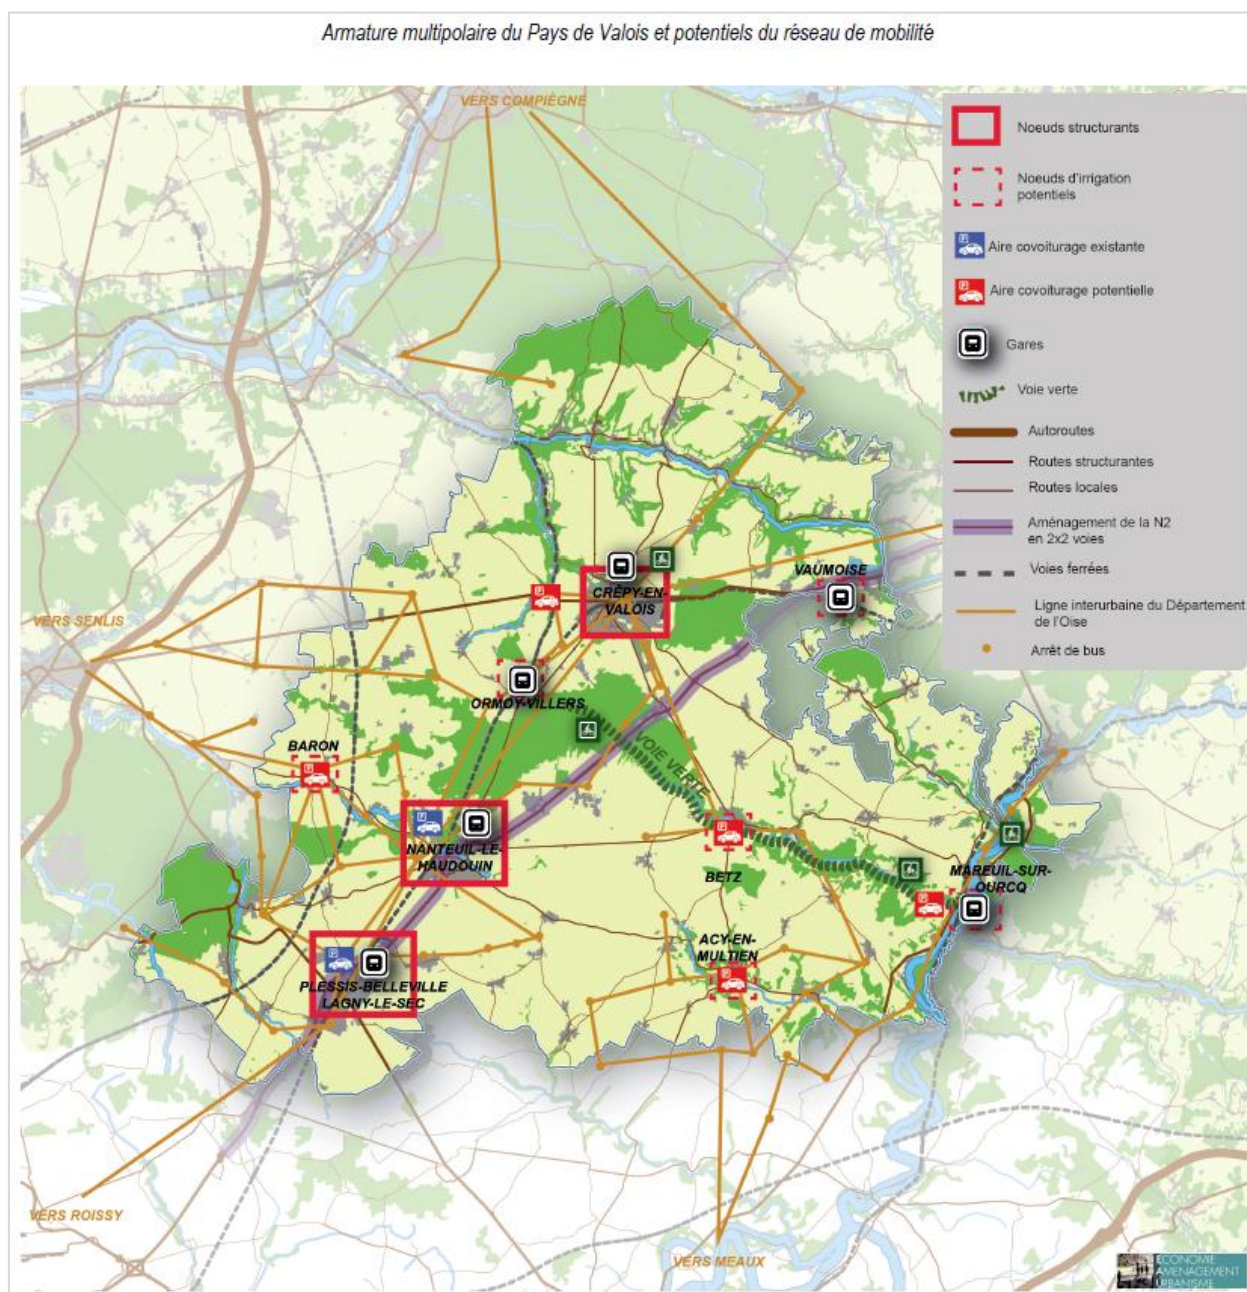 Armature multipolaire du Pays de Valois et potentiels du réseau de mobilité
VERS COMPIÈGNE
Noeuds structurants
Noeuds d'irrigation
potentiels
P
Aire covoiturage existante
P
Aire covoiturage potentielle
Gares
Voie verte
Autoroutes
Routes structurantes
Routes locales
Aménagement de la N2
en 2x2 voies
Voies ferrées
Ligne interurbaine du Département
de l'Oise
Arrêt de bus
VERS SENLIS
CRÉPY-EN-
VALOIS
VAUMOISE
P
ORMOY-VILLERS
BARON
P
VOIE VERTE
P
NANTEUIL-LE-
HAUDOUIN
P
BETZ
MAREUIL-SUR-
OURCQ
P
ACY-EN-
MULTIEN
P
P
PLESSIS-BELLEVILLE
LAGNY-LE-SEC
VERS ROISSY
VERS MEAUX
ECONOMIE
AMENAGEMENT
URBANISME